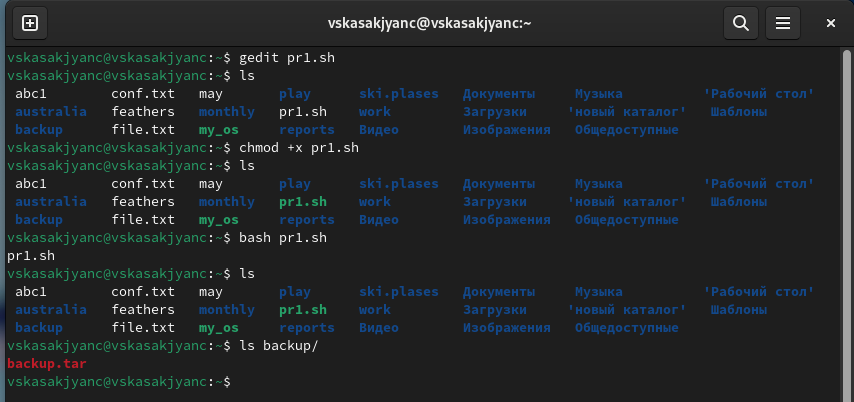 vskasakjyanc@vskasakjyanc:~
vskasakjyanc@vskasakjyanc:~$ gedit pr1.sh
vskasakjyanc@vskasakjyanc:~$ ls
abc1 conf.txt may play ski.plases Документы Музыка 'Рабочий стол'
australia feathers monthly pr1.sh work Загрузки 'новый каталог' Шаблоны
backup file.txt my_os reports Видео Изображения Общедоступные
vskasakjyanc@vskasakjyanc:~$ chmod +x pr1.sh
vskasakjyanc@vskasakjyanc:~$ ls
abc1 conf.txt may play ski.plases Документы Музыка 'Рабочий стол'
australia feathers monthly pr1.sh work Загрузки 'новый каталог' Шаблоны
backup file.txt my_os reports Видео Изображения Общедоступные
vskasakjyanc@vskasakjyanc:~$ bash pr1.sh
pr1.sh
vskasakjyanc@vskasakjyanc:~$ ls
abc1 conf.txt may play ski.plases Документы Музыка 'Рабочий стол'
australia feathers monthly pr1.sh work Загрузки 'новый каталог' Шаблоны
backup file.txt my_os reports Видео Изображения Общедоступные
vskasakjyanc@vskasakjyanc:~$ ls backup/
backup.tar
vskasakjyanc@vskasakjyanc:~$